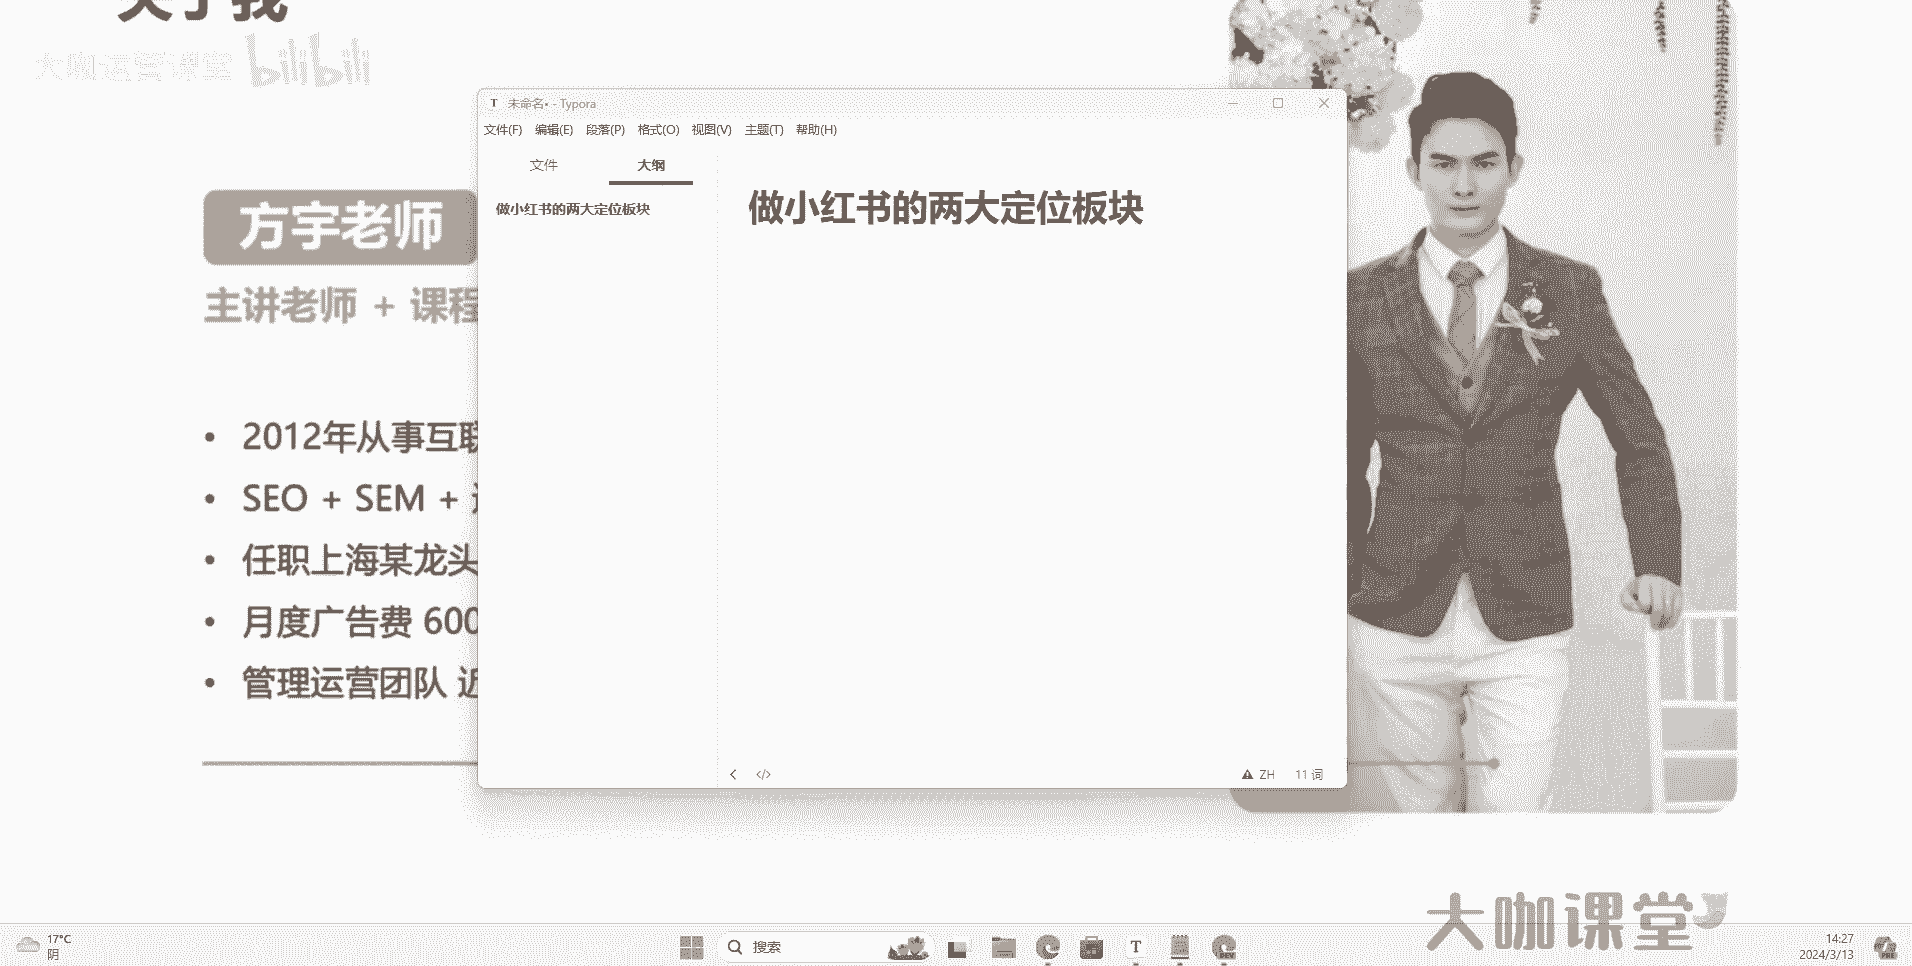 关于我
大咖运营课堂 bilibili
未命名• - Typora
文件(F) 编辑(E) 段落(P) 格式(O) 视图(V) 主题(T) 帮助(H)
文件 大纲
做小红书的两大定位板块
做小红书的两大定位板块
方宇老师
主讲老师 + 课程
2012年从事互联
SEO + SEM +
任职上海某龙头
月度广告费 600
管理运营团队 近
</> ZH 11 词
大咖课堂
17°C
阴
搜索
T
DEV
14:27
2024/3/13
PRE